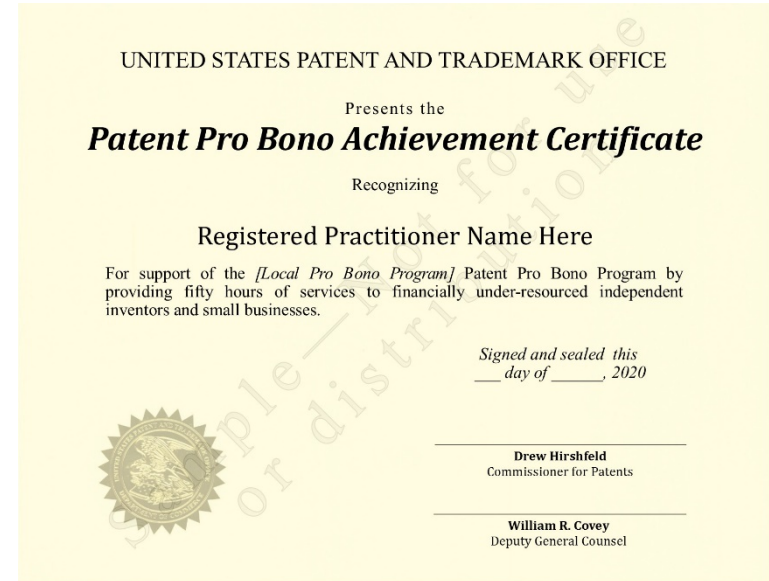 UNITED STATES PATENT AND TRADEMARK OFFICE
Presents the
Patent Pro Bono Achievement Certificate
Recognizing
Registered Practitioner Name Here
For support of the [Local Pro Bono Program] Patent Pro Bono Program by
providing fifty hours of services to financially under-resourced independent
inventors and small businesses.
Signed and sealed this
___ day of ______, 2020
Drew Hirshfeld
Commissioner for Patents
William R. Covey
Deputy General Counsel
Sample—Not for use
or distribution